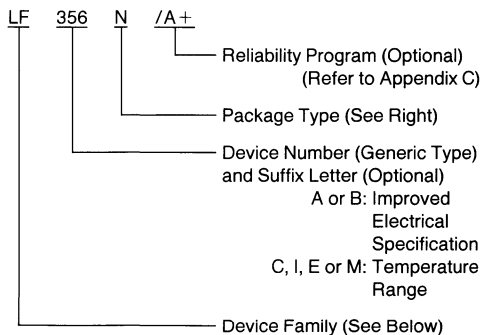 LF 356 N /A+
Reliability Program (Optional)
(Refer to Appendix C)
Package Type (See Right)
Device Number (Generic Type)
and Suffix Letter (Optional)
A or B: Improved
Electrical
Specification
C, I, E or M: Temperature
Range
Device Family (See Below)